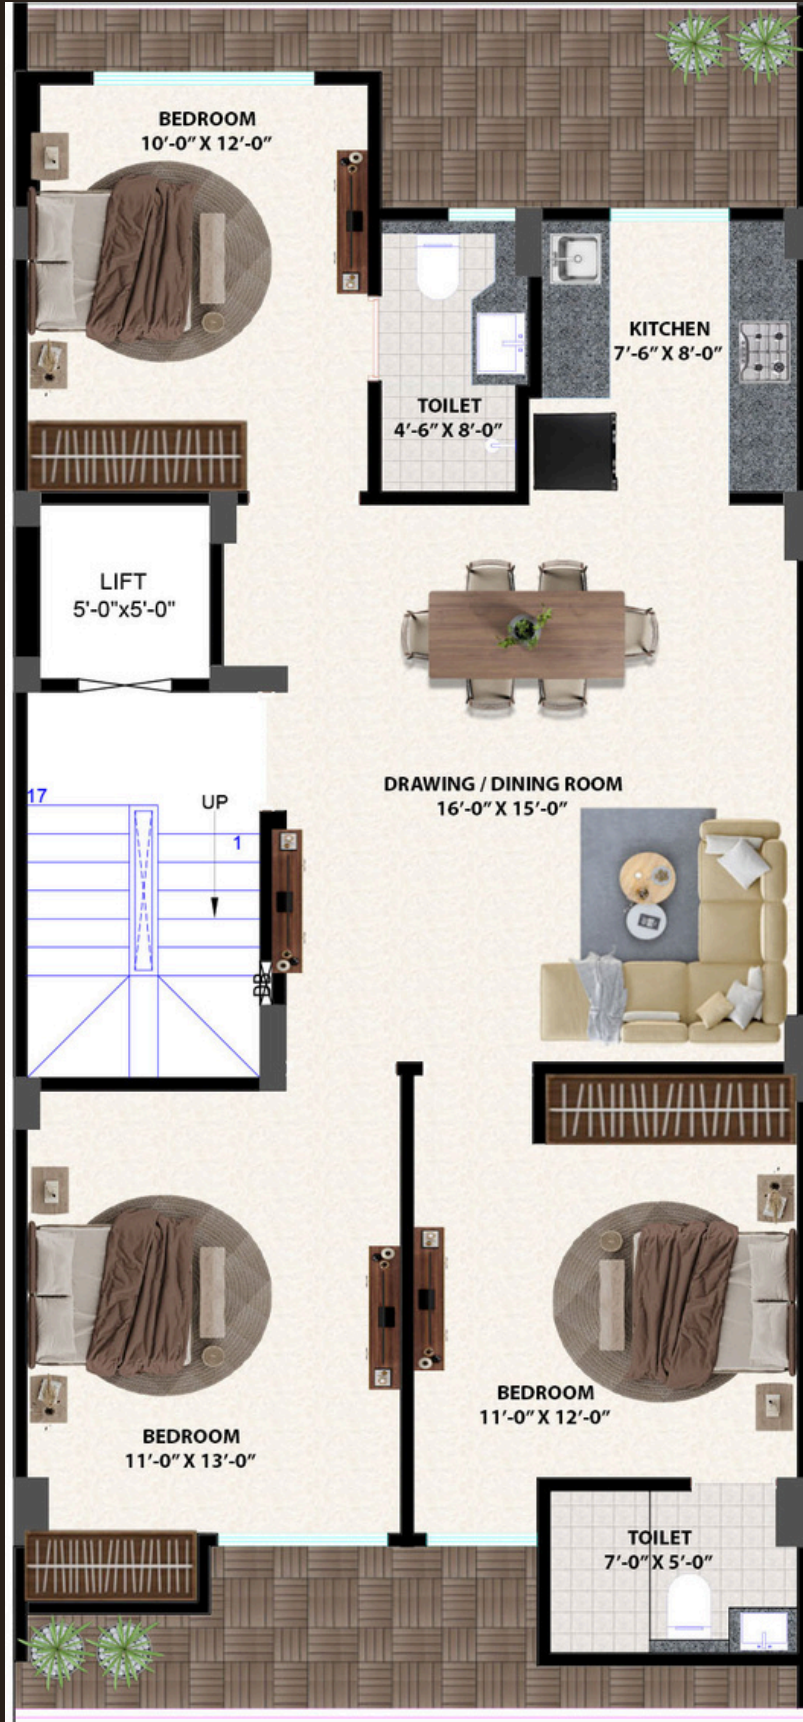 BEDROOM
10'-0" X 12'-0"
KITCHEN
7'-6" X 8'-0"
TOILET
4'-6" X 8'-0"
LIFT
5'-0"x5'-0"
DRAWING / DINING ROOM
16'-0" X 15'-0"
17
UP
1
DB
BEDROOM
11'-0" X 12'-0"
BEDROOM
11'-0" X 13'-0"
TOILET
7'-0" X 5'-0"